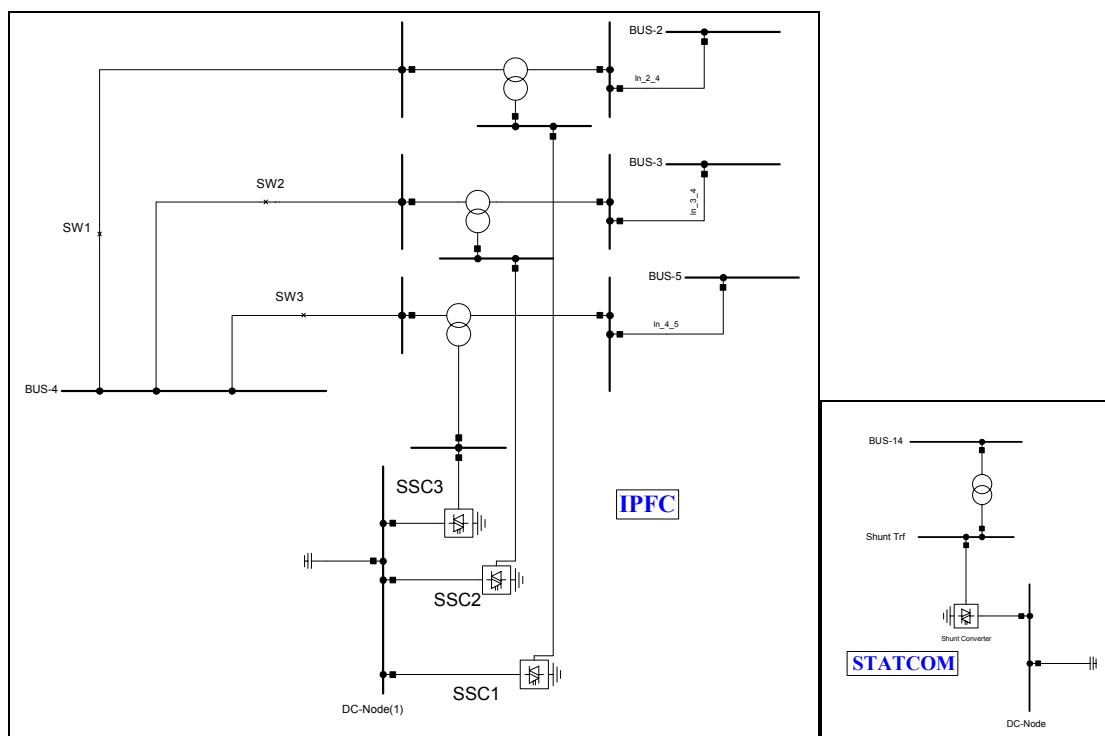 BUS-2
ln_2_4
BUS-3
SW2
ln_3_4
SW1
BUS-5
SW3
ln_4_5
BUS-4
BUS-14
SSC3
IPFC
Shunt Trf
SSC2
Shunt Converter
STATCOM
SSC1
DC-Node(1)
DC-Node